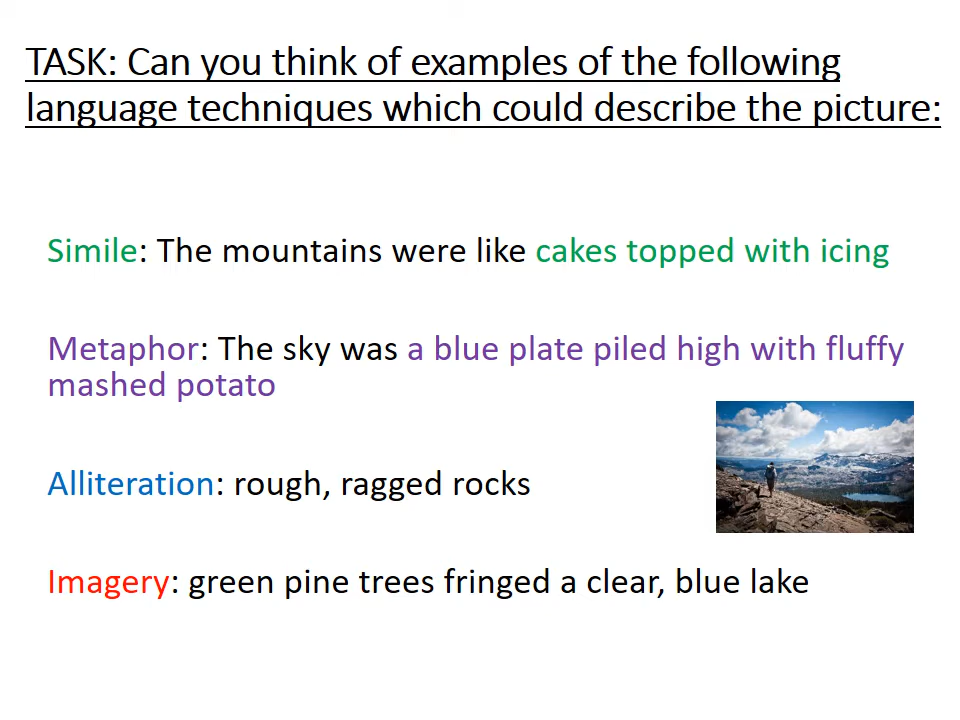 TASK: Can you think of examples of the following
language techniques which could describe the picture:
Simile: The mountains were like cakes topped with icing
Metaphor: The sky was a blue plate piled high with fluffy
mashed potato
Alliteration: rough, ragged rocks
Imagery: green pine trees fringed a clear, blue lake